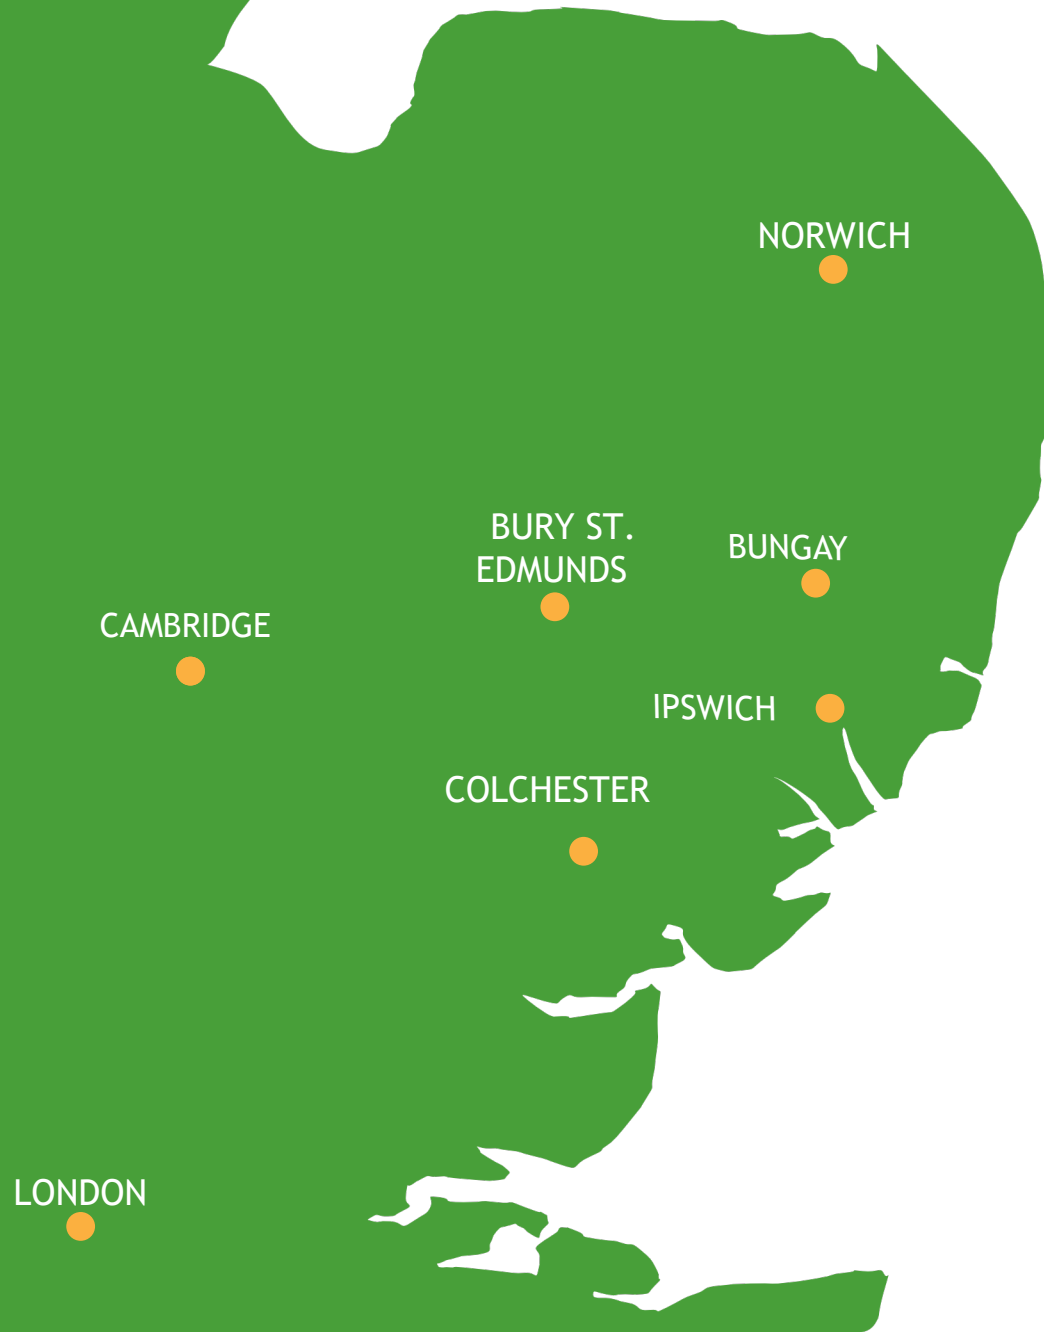 NORWICH
BURY ST.
EDMUNDS
BUNGAY
CAMBRIDGE
IPSWICH
COLCHESTER
LONDON